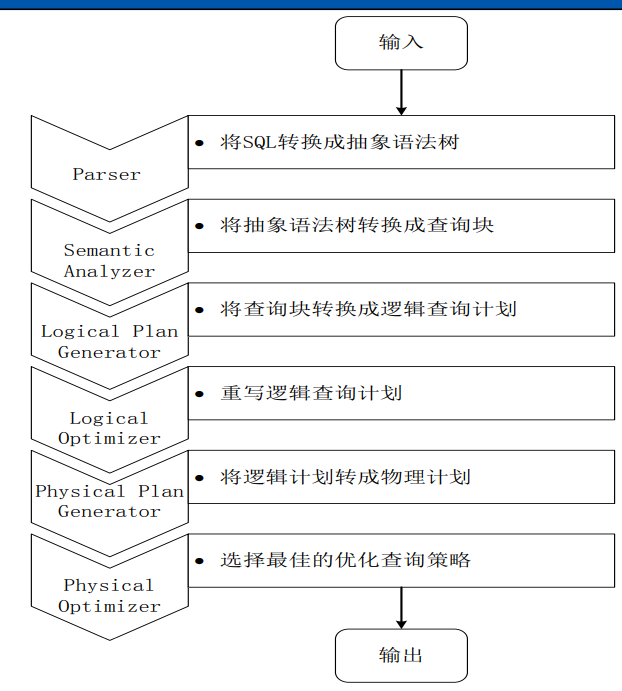 输入
Parser
• 将SQL转换成抽象语法树
Semantic
Analyzer
• 将抽象语法树转换成查询块
Logical Plan
Generator
• 将查询块转换成逻辑查询计划
Logical
Optimizer
• 重写逻辑查询计划
Physical Plan
Generator
• 将逻辑计划转成物理计划
Physical
Optimizer
• 选择最佳的优化查询策略
输出